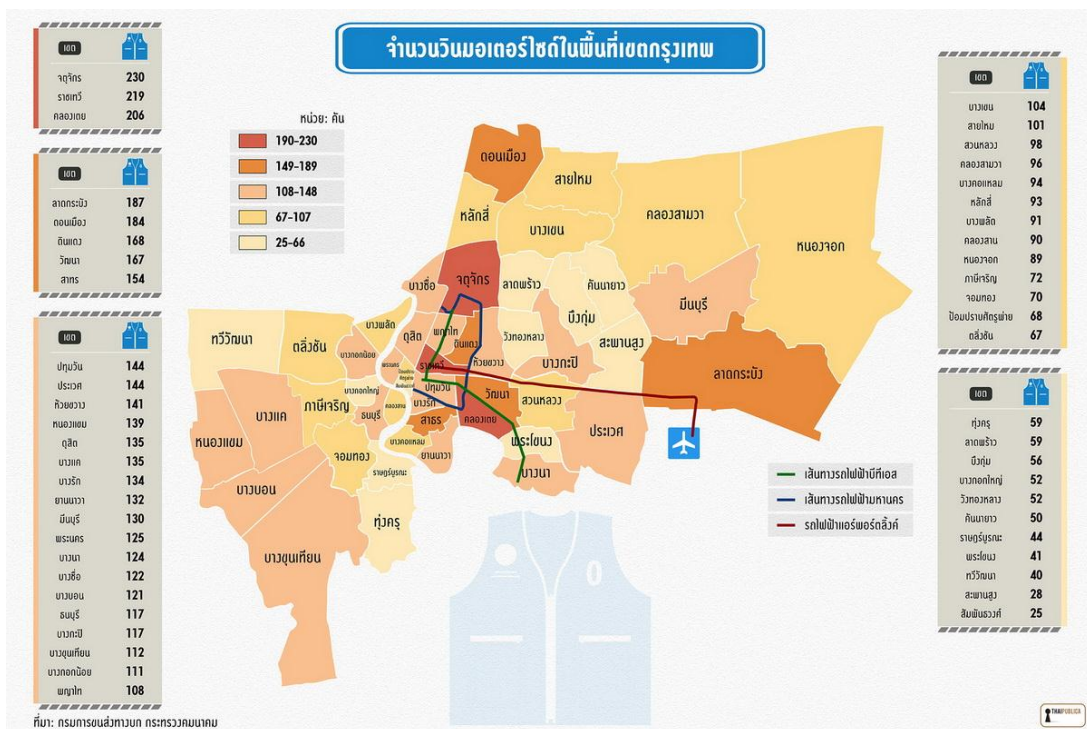 จำนวนวินมอเตอร์ไซด์ในพื้นที่เขตกรุงเทพ
เขต
จตุจักร 230
ราชเทวี 219
คลองเตย 206
เขต
ลาดกระบัง 187
ดอนเมือง 184
ดินแดง 168
วัฒนา 167
สาทร 154
เขต
ปทุมวัน 144
ประเวศ 144
ห้วยขวาง 141
หนองแขม 139
ดุสิต 135
บางแค 135
บางรัก 134
ยานนาวา 132
มีนบุรี 130
พระนคร 125
บางนา 124
บางซื่อ 122
บางบอน 121
ธนบุรี 117
บางกะปิ 117
บางขุนเทียน 112
บางกอกน้อย 111
พญาไท 108
หน่วย: คัน
190-230
149-189
108-148
67-107
25-66
ดอนเมือง
สายไหม
หลักสี่
บางเขน
คลองสามวา
หนองจอก
จตุจักร
บางซื่อ
ลาดพร้าว
คันนายาว
มีนบุรี
บึงกุ่ม
ทวีวัฒนา
ตลิ่งชัน
บางพลัด
ดุสิต
พญาไท
ดินแดง
วังทองหลาง
สะพานสูง
บางกอกน้อย
พระนคร
ราชเทวี
ห้วยขวาง
บางกะปิ
ลาดกระบัง
บางกอกใหญ่
ปทุมวัน
วัฒนา
สวนหลวง
บางแค
ภาษีเจริญ
ธนบุรี
คลองสาน
บางรัก
สาธร
คลองเตย
ประเวศ
หนองแขม
บางคอแหลม
พระโขนง
จอมทอง
ยานนาวา
ราษฎร์บูรณะ
บางนา
บางบอน
ทุ่งครุ
บางขุนเทียน
เส้นทางรถไฟฟ้าบีทีเอส
เส้นทางรถไฟฟ้ามหานคร
รถไฟฟ้าแอร์พอร์ตลิ้งค์
เขต
บางเขน 104
สายไหม 101
สวนหลวง 98
คลองสามวา 96
บางคอแหลม 94
หลักสี่ 93
บางพลัด 91
คลองสาน 90
หนองจอก 89
ภาษีเจริญ 72
จอมทอง 70
ป้อมปราบศัตรูพ่าย 68
ตลิ่งชัน 67
เขต
ทุ่งครุ 59
ลาดพร้าว 59
บึงกุ่ม 56
บางกอกใหญ่ 52
วังทองหลาง 52
คันนายาว 50
ราษฎร์บูรณะ 44
พระโขนง 41
ทวีวัฒนา 40
สะพานสูง 28
สัมพันธวงศ์ 25
ที่มา: กรมการขนส่งทางบก กระทรวงคมนาคม
THAIPUBLICA